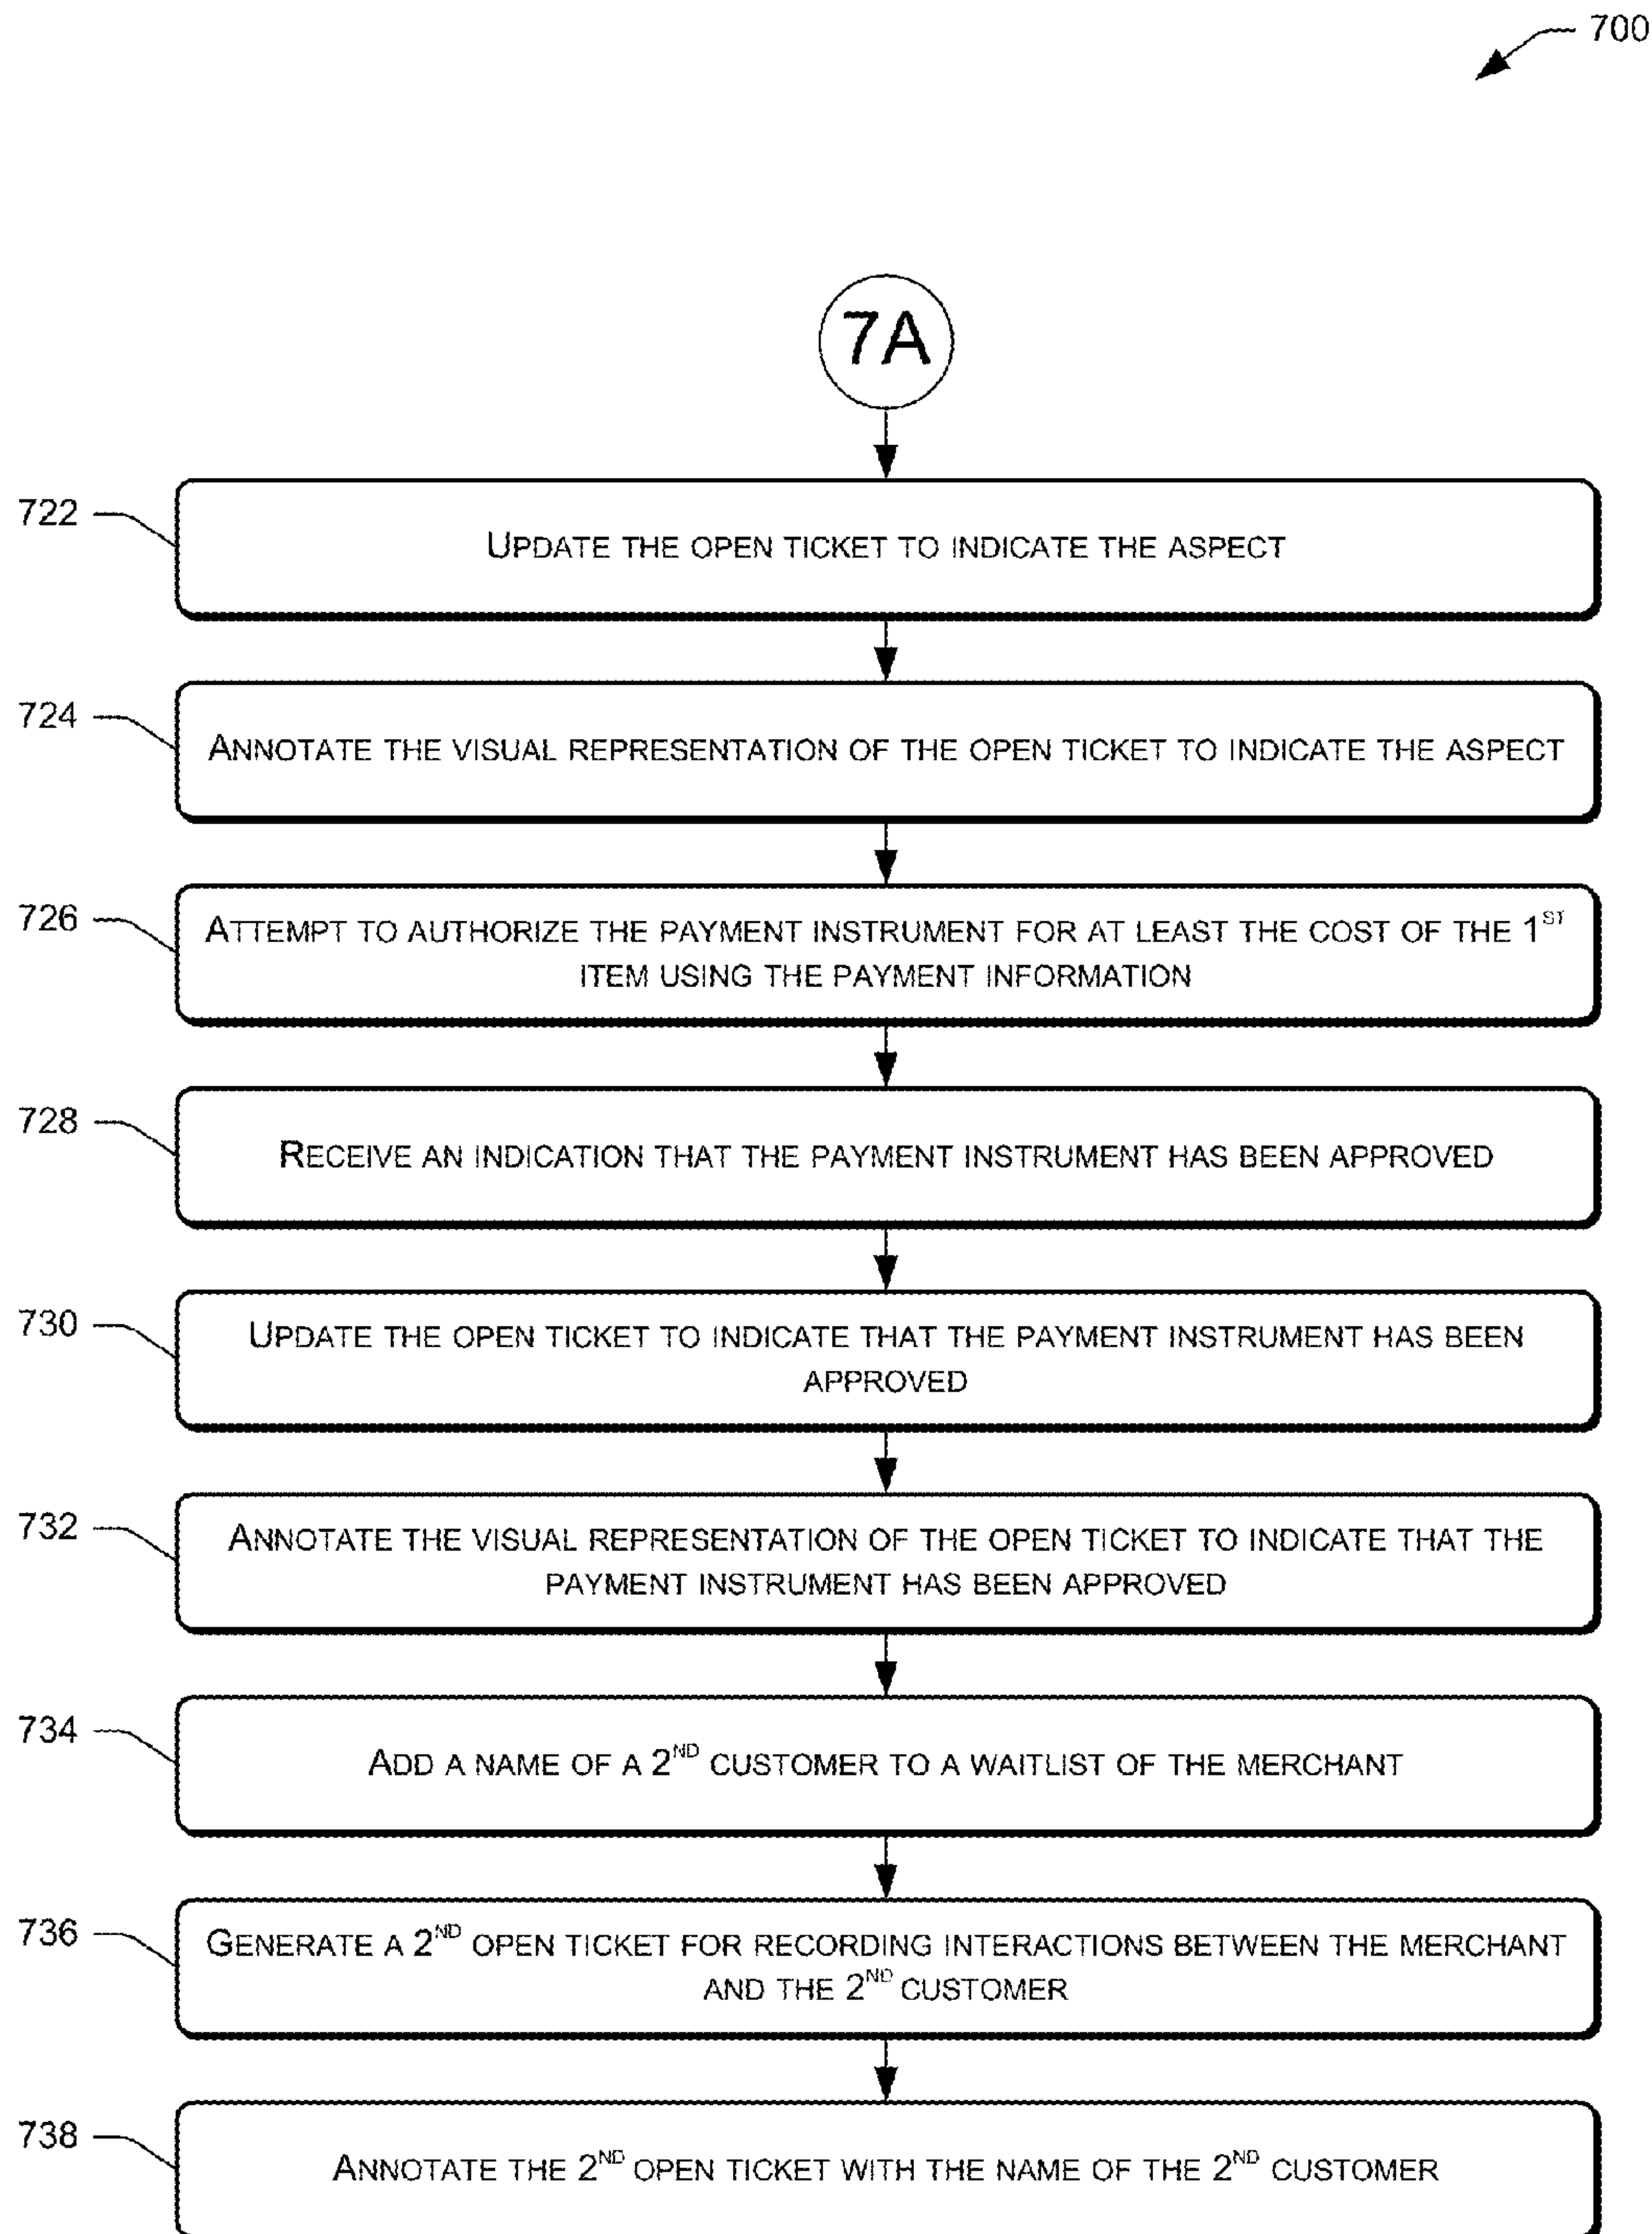 700
7A
722
UPDATE THE OPEN TICKET TO INDICATE THE ASPECT
724
ANNOTATE THE VISUAL REPRESENTATION OF THE OPEN TICKET TO INDICATE THE ASPECT
726
ATTEMPT TO AUTHORIZE THE PAYMENT INSTRUMENT FOR AT LEAST THE COST OF THE 1ST
ITEM USING THE PAYMENT INFORMATION
728
RECEIVE AN INDICATION THAT THE PAYMENT INSTRUMENT HAS BEEN APPROVED
730
UPDATE THE OPEN TICKET TO INDICATE THAT THE PAYMENT INSTRUMENT HAS BEEN
APPROVED
732
ANNOTATE THE VISUAL REPRESENTATION OF THE OPEN TICKET TO INDICATE THAT THE
PAYMENT INSTRUMENT HAS BEEN APPROVED
734
ADD A NAME OF A 2ND CUSTOMER TO A WAITLIST OF THE MERCHANT
736
GENERATE A 2ND OPEN TICKET FOR RECORDING INTERACTIONS BETWEEN THE MERCHANT
AND THE 2ND CUSTOMER
738
ANNOTATE THE 2ND OPEN TICKET WITH THE NAME OF THE 2ND CUSTOMER